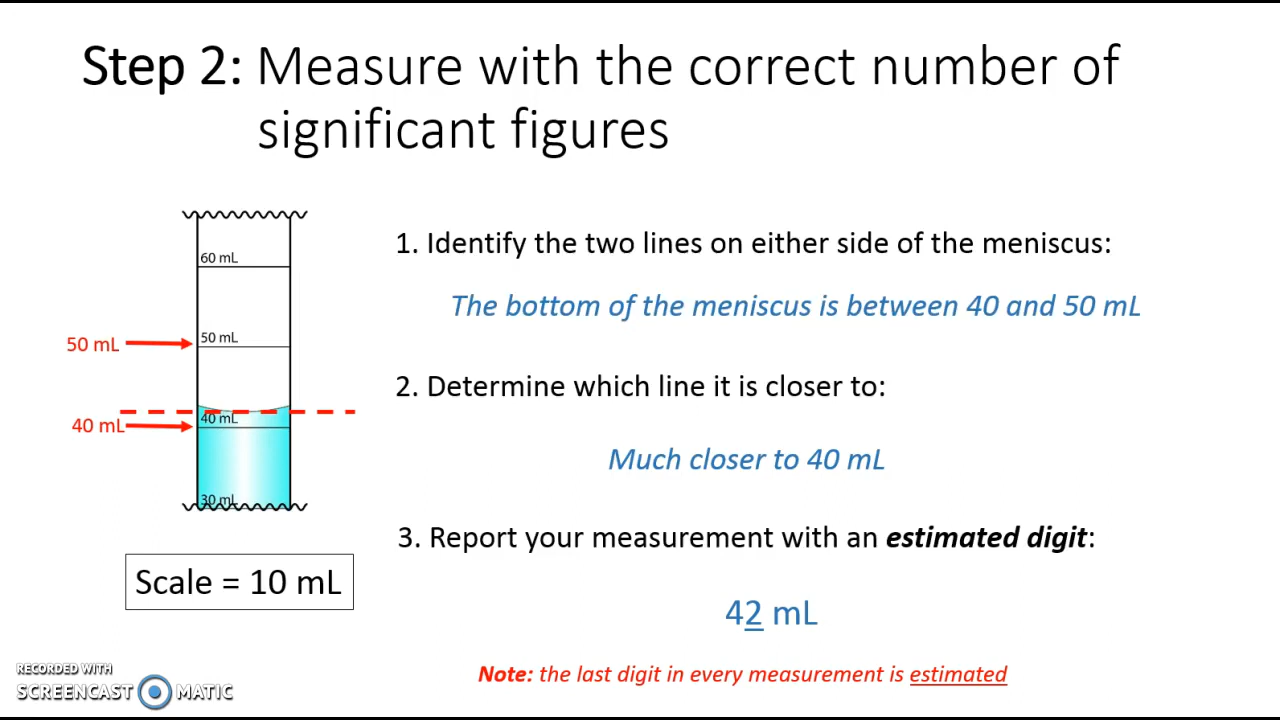 Step 2: Measure with the correct number of
significant figures
60 mL
50 mL
50 mL
40 mL
40 mL
30 mL
Scale = 10 mL
1. Identify the two lines on either side of the meniscus:
The bottom of the meniscus is between 40 and 50 mL
2. Determine which line it is closer to:
Much closer to 40 mL
3. Report your measurement with an estimated digit:
42 mL
Note: the last digit in every measurement is estimated
RECORDED WITH
SCREENCAST MATIC